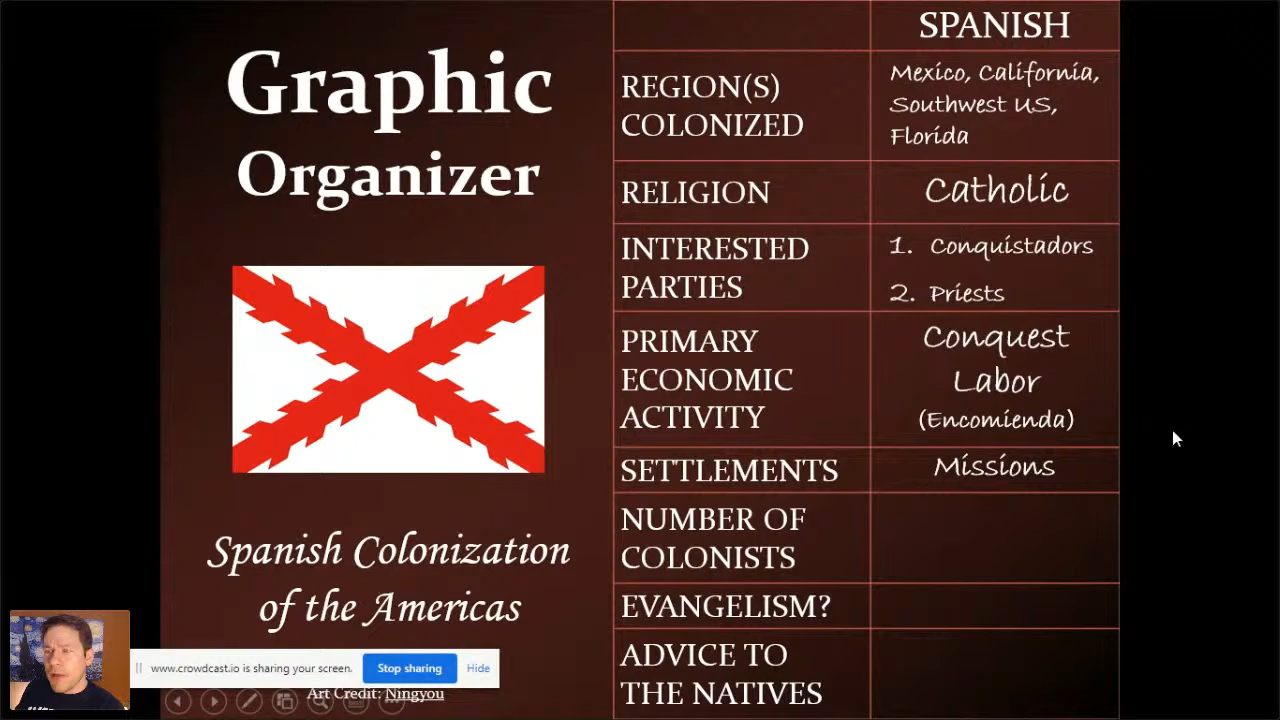 Graphic
Organizer
Spanish Colonization
of the Americas
www.crowdcast.io is sharing your screen.
Stop sharing
Hide
Art Credit: Ningyou
SPANISH
REGION(S)
COLONIZED
Mexico, California,
Southwest US,
Florida
RELIGION
Catholic
INTERESTED
PARTIES
1. Conquistadors
2. Priests
PRIMARY
ECONOMIC
ACTIVITY
Conquest
Labor
(Encomienda)
SETTLEMENTS
Missions
NUMBER OF
COLONISTS
EVANGELISM?
ADVICE TO
THE NATIVES